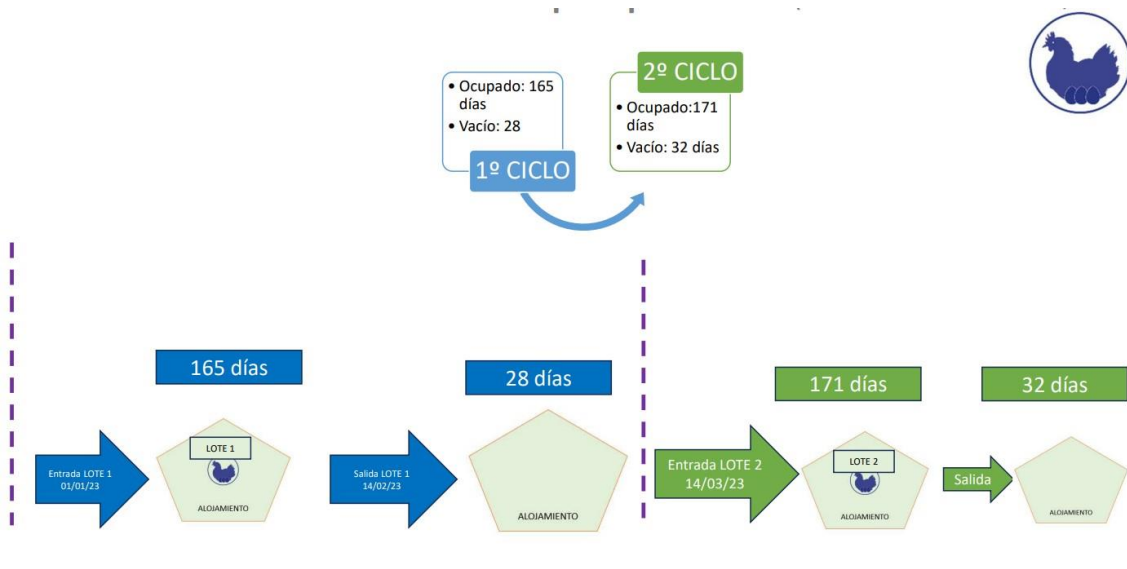 • Ocupado: 165
días
• Vacío: 28
1º CICLO
2º CICLO
• Ocupado:171
días
• Vacío: 32 días
165 días
28 días
171 días
32 días
Entrada LOTE 1
01/01/23
LOTE 1
ALOJAMIENTO
Salida LOTE 1
14/02/23
ALOJAMIENTO
Entrada LOTE 2
14/03/23
LOTE 2
ALOJAMIENTO
Salida
ALOJAMIENTO